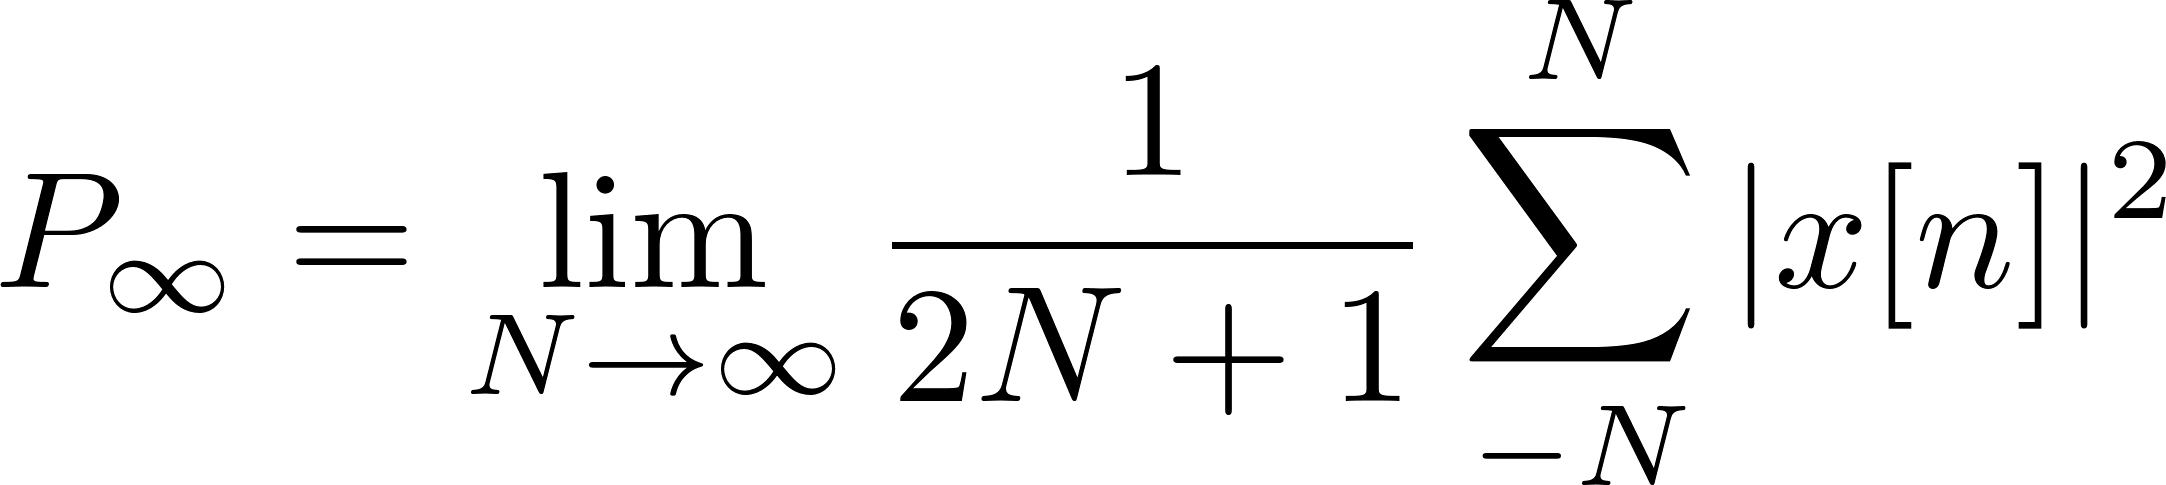 P_\infty = \lim_{N \to \infty} \frac{1}{2N + 1} \sum_{-N}^{N} |x[n]|^2